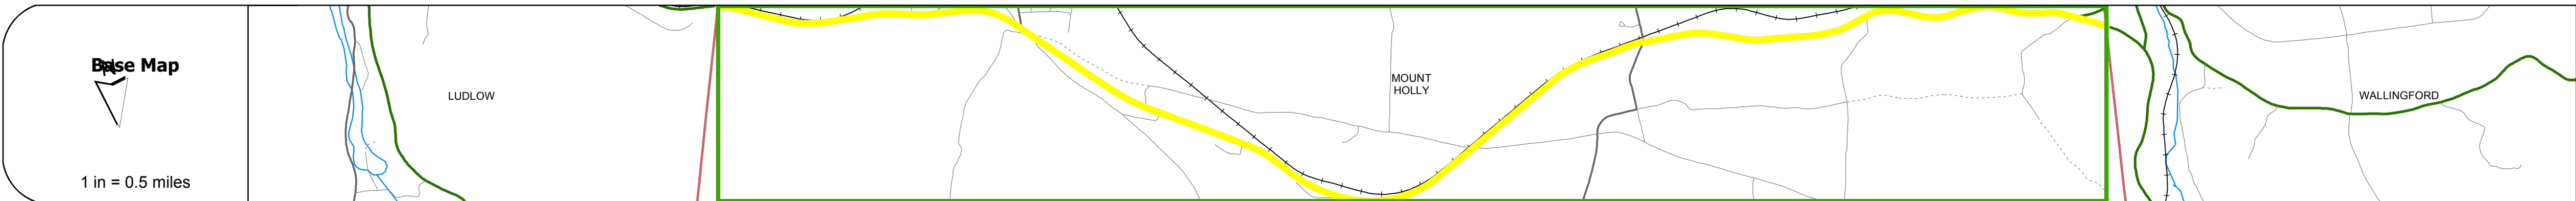 Base Map
N
1 in = 0.5 miles
LUDLOW
MOUNT
HOLLY
WALLINGFORD